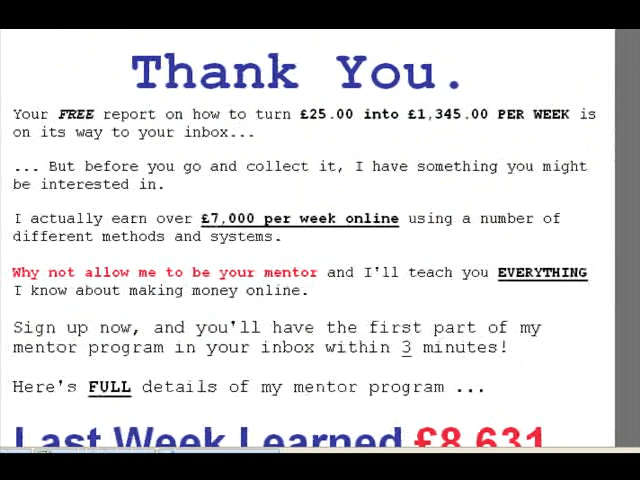 Thank You.
Your FREE report on how to turn £25.00 into £1,345.00 PER WEEK is
on its way to your inbox...
... But before you go and collect it, I have something you might
be interested in.
I actually earn over £7,000 per week online using a number of
different methods and systems.
Why not allow me to be your mentor and I'll teach you EVERYTHING
I know about making money online.
Sign up now, and you'll have the first part of my
mentor program in your inbox within 3 minutes!
Here's FULL details of my mentor program ...
Last Week I earned £8,631